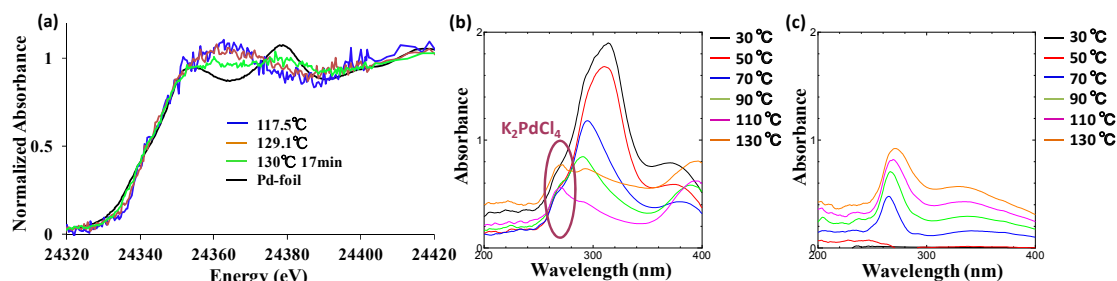 (a)
Normalized Absorbance
1
0.5
0
117.5℃
129.1℃
130℃ 17min
Pd-foil
24320 24340 24360 24380 24400 24420
Energy (eV)
(b)
Absorbance
2
1
0
K₂PdCl₄
200 300 400
Wavelength (nm)
30℃
50℃
70℃
90℃
110℃
130℃
(c)
Absorbance
2
1
0
200 300 400
Wavelength (nm)
30℃
50℃
70℃
90℃
110℃
130℃